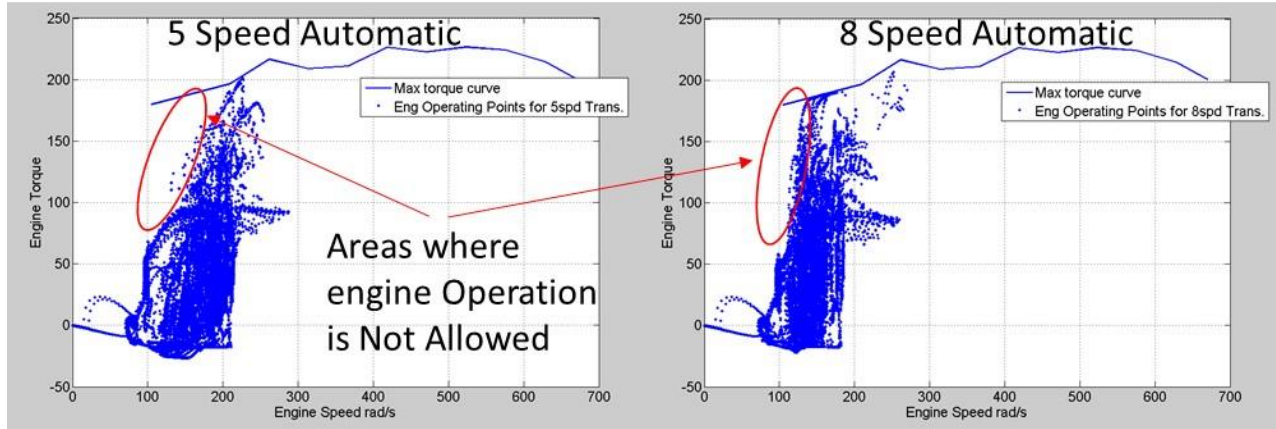 5 Speed Automatic
250
200
150
100
50
0
-50
Engine Torque
Max torque curve
Eng Operating Points for 5spd Trans.
0 100 200 300 400 500 600 700
Engine Speed rad/s
Areas where
engine Operation
is Not Allowed
8 Speed Automatic
250
200
150
100
50
0
-50
Engine Torque
Max torque curve
Eng Operating Points for 8spd Trans.
0 100 200 300 400 500 600 700
Engine Speed rad/s